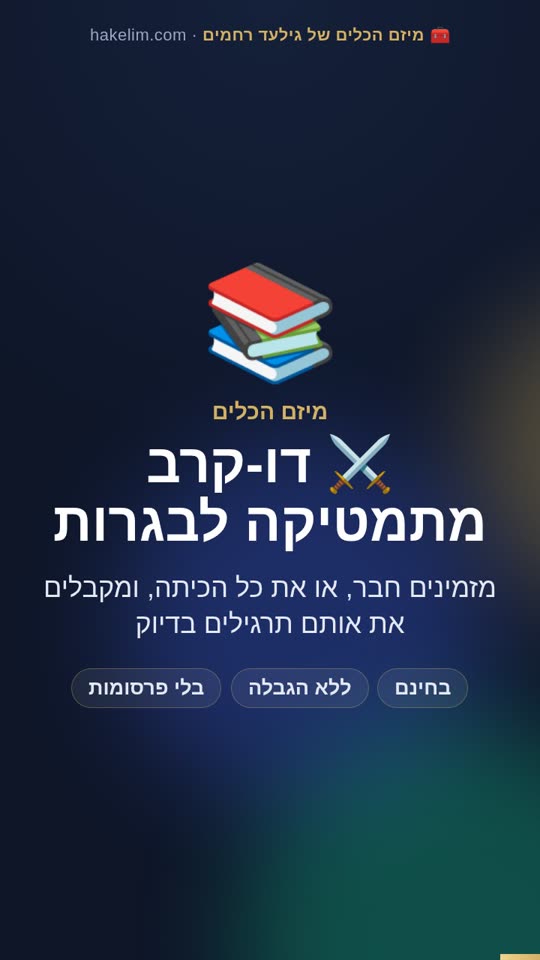 🧰 מיזם הכלים של גילעד רחמים · hakelim.com
מיזם הכלים
⚔️ דו-קרב
מתמטיקה לבגרות
מזמינים חבר, או את כל הכיתה, ומקבלים
את אותם תרגילים בדיוק
בחינם
ללא הגבלה
בלי פרסומות